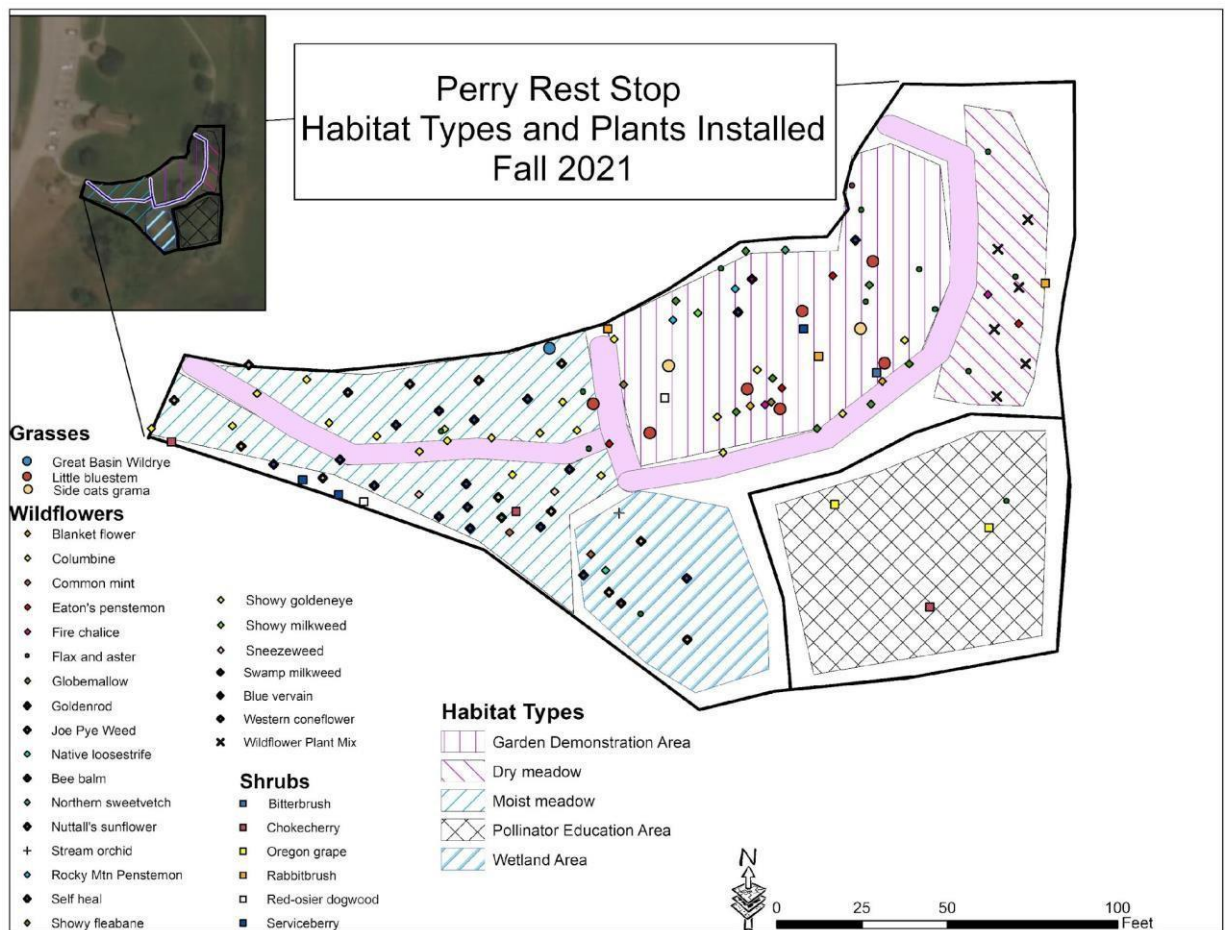 Perry Rest Stop
Habitat Types and Plants Installed
Fall 2021
Grasses
Great Basin Wildrye
Little bluestem
Side oats grama
Wildflowers
Blanket flower
Columbine
Common mint
Eaton's penstemon
Fire chalice
Flax and aster
Globemallow
Goldenrod
Joe Pye Weed
Native loosestrife
Bee balm
Northern sweetvetch
Nuttall's sunflower
Stream orchid
Rocky Mtn Penstemon
Self heal
Showy fleabane
Showy goldeneye
Showy milkweed
Sneezeweed
Swamp milkweed
Blue vervain
Western coneflower
Wildflower Plant Mix
Shrubs
Bitterbrush
Chokecherry
Oregon grape
Rabbitbrush
Red-osier dogwood
Serviceberry
Habitat Types
Garden Demonstration Area
Dry meadow
Moist meadow
Pollinator Education Area
Wetland Area
N
0 25 50 100
Feet